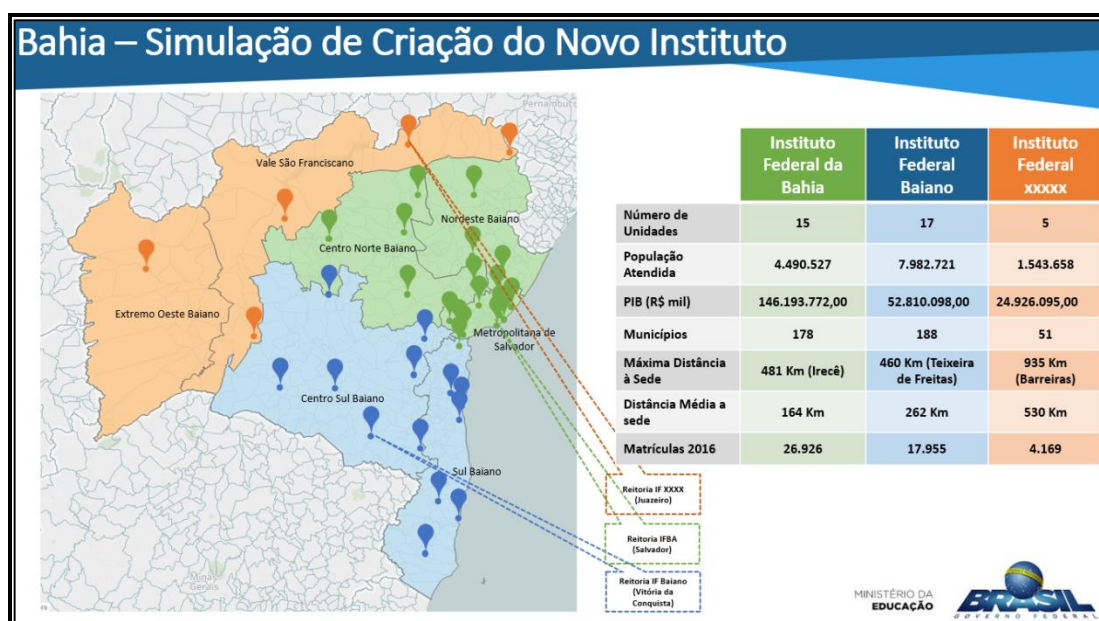 Bahia – Simulação de Criação do Novo Instituto
Pernambuco
Vale São Franciscano
Nordeste Baiano
Centro Norte Baiano
Extremo Oeste Baiano
Metropolitana de
Salvador
Centro Sul Baiano
Sul Baiano
Minas
Gerais
Instituto
Federal da
Bahia
Instituto
Federal
Baiano
Instituto
Federal
xxxxx
Número de
Unidades
15
17
5
População
Atendida
4.490.527
7.982.721
1.543.658
PIB (R$ mil)
146.193.772,00
52.810.098,00
24.926.095,00
Municípios
178
188
51
Máxima Distância
à Sede
481 Km (Irecê)
460 Km (Teixeira
de Freitas)
935 Km
(Barreiras)
Distância Média a
sede
164 Km
262 Km
530 Km
Matrículas 2016
26.926
17.955
4.169
Reitoria IF XXXX
(Juazeiro)
Reitoria IFBA
(Salvador)
Reitoria IF Baiano
(Vitória da
Conquista)
MINISTÉRIO DA
EDUCAÇÃO
BRASIL
GOVERNO FEDERAL